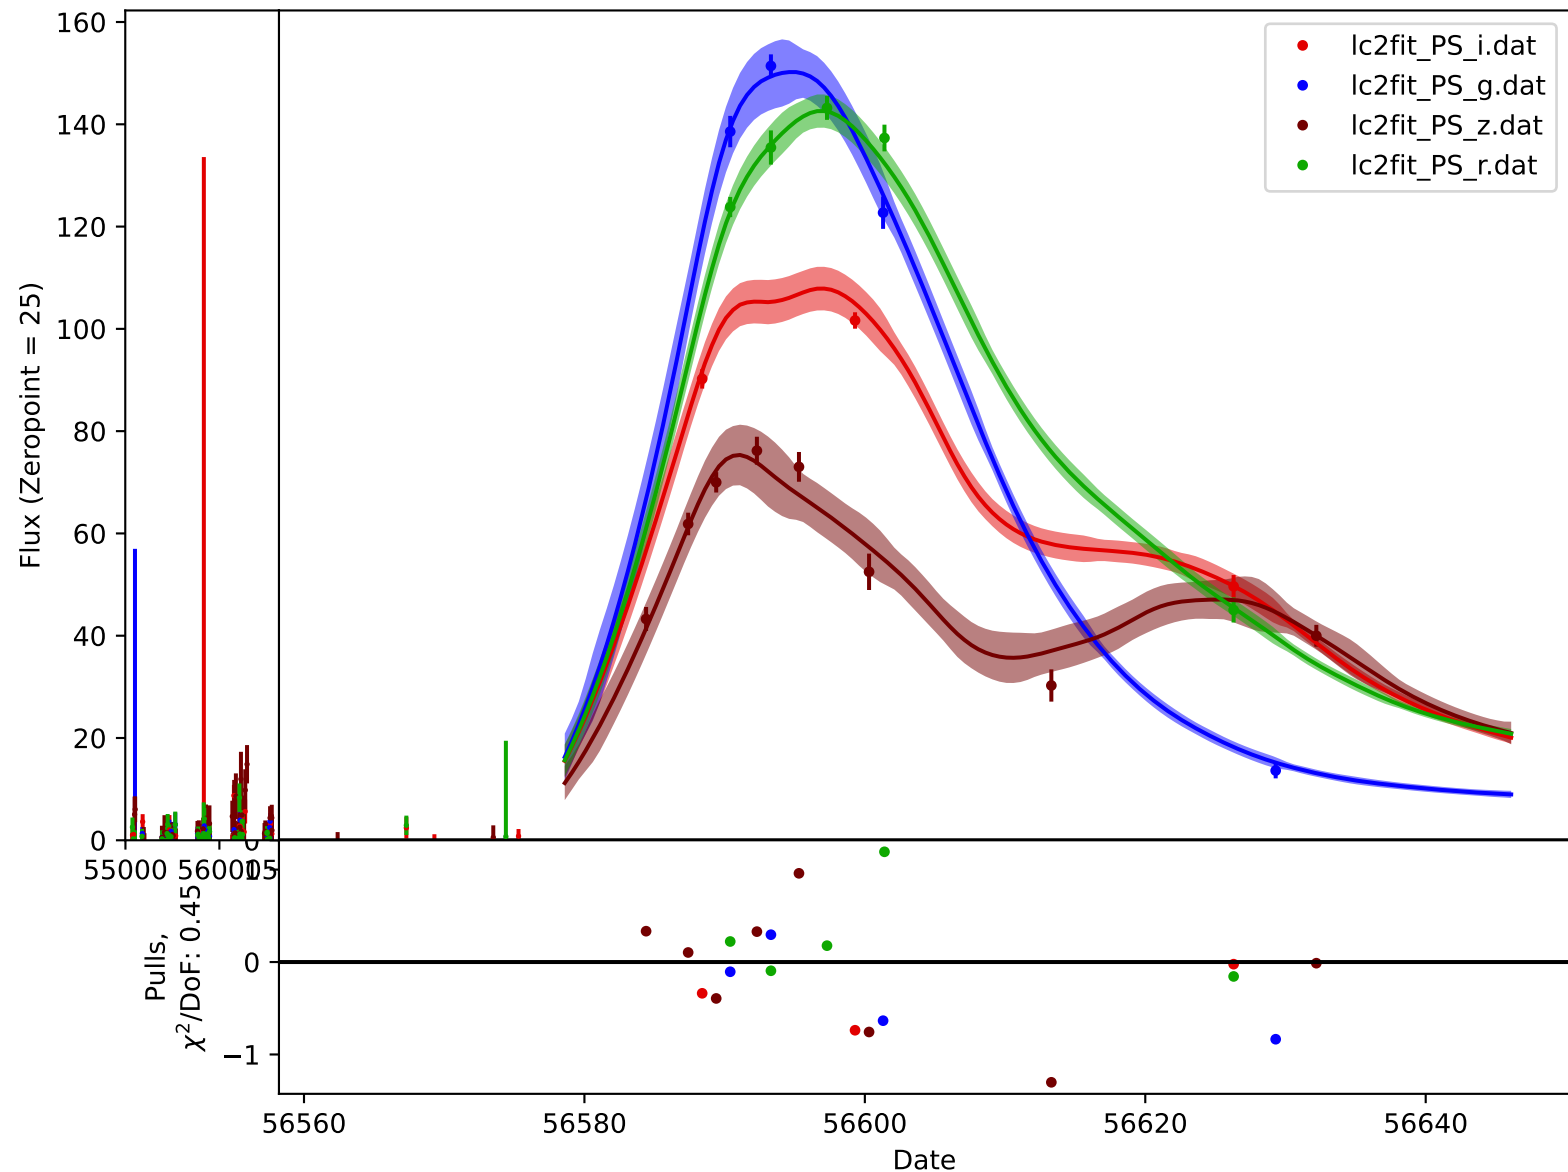 160
140
120
100
80
60
40
20
0
Flux (Zeropoint = 25)
lc2fit_PS_i.dat
lc2fit_PS_g.dat
lc2fit_PS_z.dat
lc2fit_PS_r.dat
55000
0
−1
Pulls,
χ²/DoF: 0.45
56560
56580
56600
56620
56640
Date